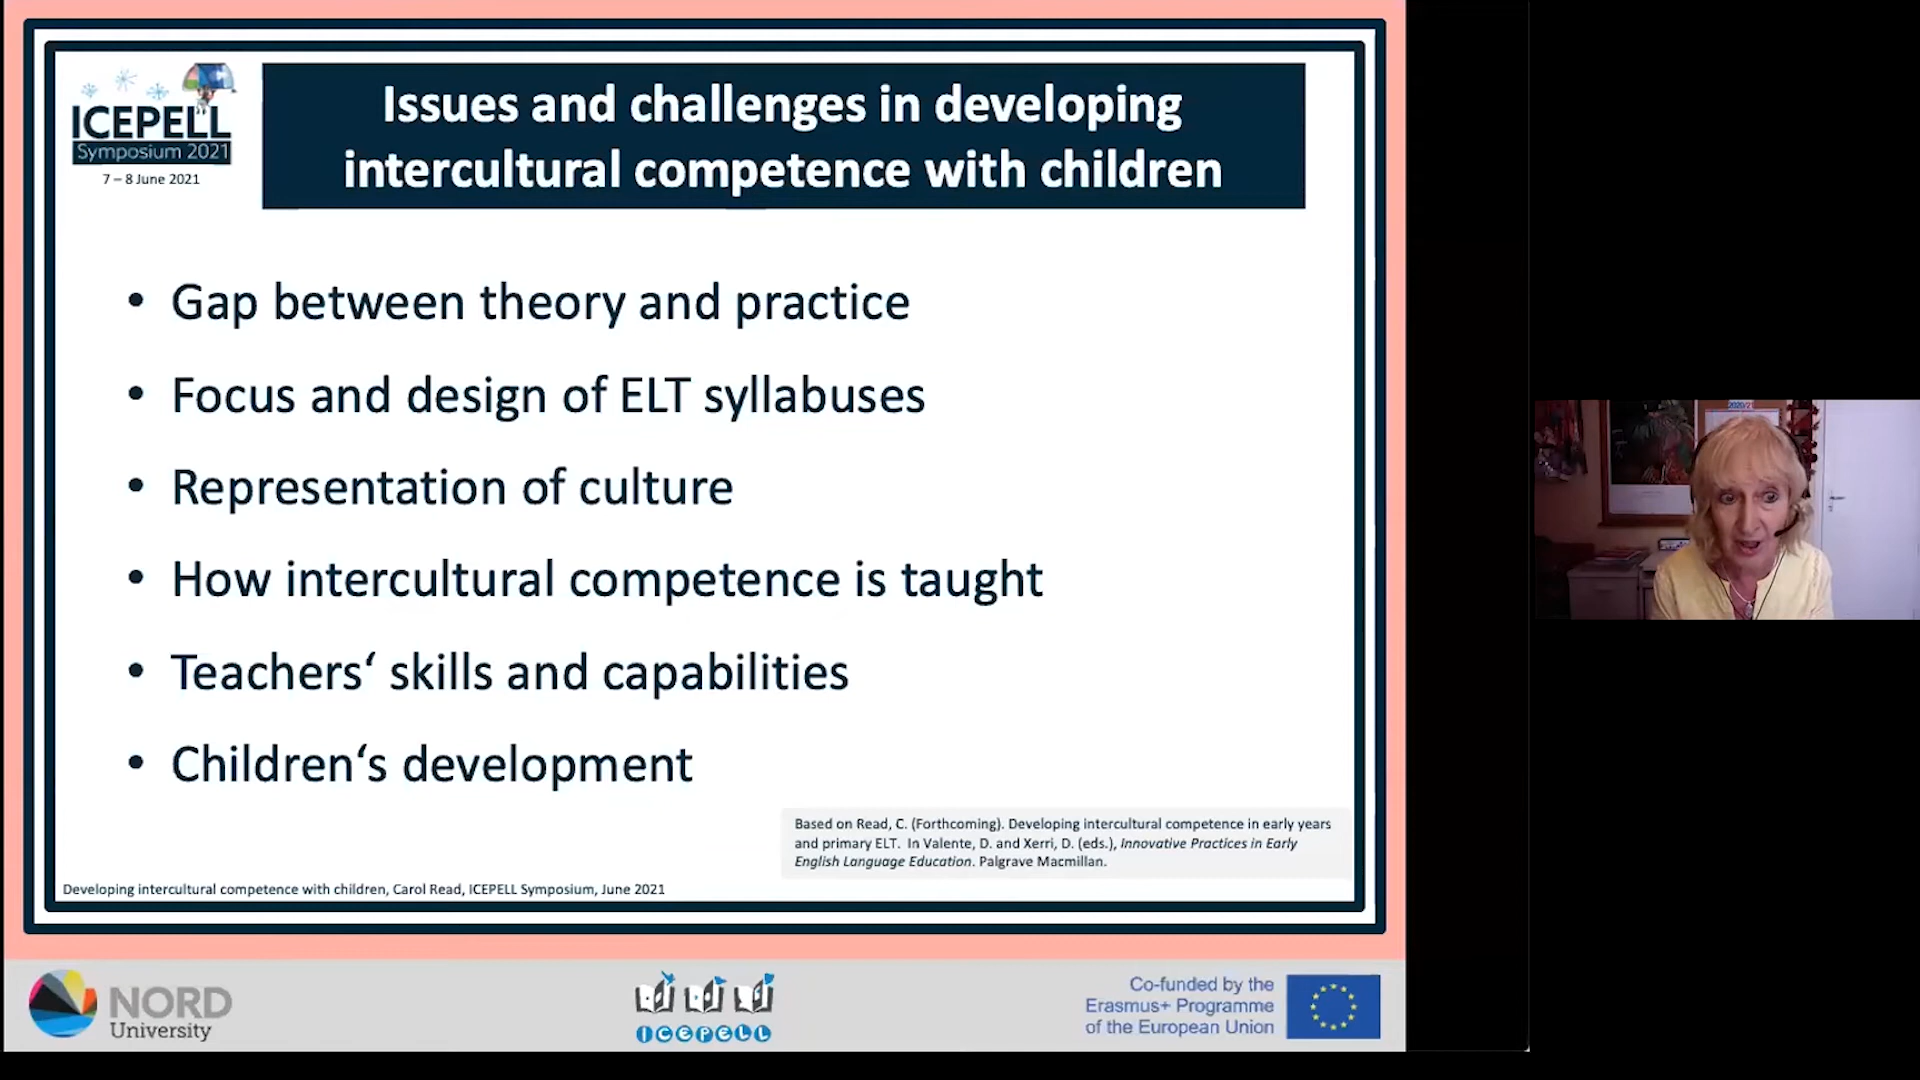 ICEPELL
Symposium 2021
7 – 8 June 2021
Issues and challenges in developing
intercultural competence with children
• Gap between theory and practice
• Focus and design of ELT syllabuses
• Representation of culture
• How intercultural competence is taught
• Teachers‘ skills and capabilities
• Children‘s development
Based on Read, C. (Forthcoming). Developing intercultural competence in early years
and primary ELT. In Valente, D. and Xerri, D. (eds.), Innovative Practices in Early
English Language Education. Palgrave Macmillan.
Developing intercultural competence with children, Carol Read, ICEPELL Symposium, June 2021
NORD
University
ICEPELL
Co-funded by the
Erasmus+ Programme
of the European Union
2020/21